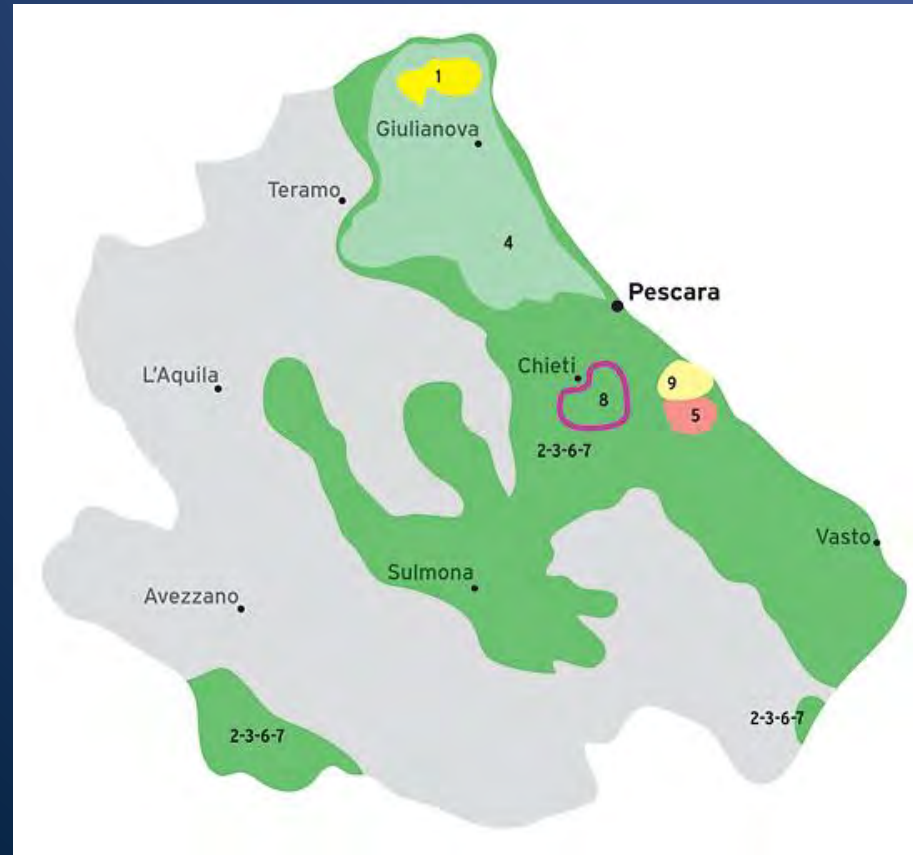 1
Giulianova
Teramo
4
Pescara
Chieti
L'Aquila
9
8
5
2-3-6-7
Vasto
Sulmona
Avezzano
2-3-6-7
2-3-6-7